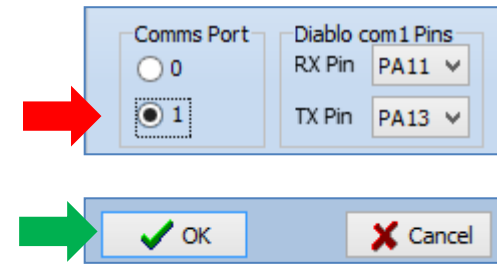 Comms Port
0
1
Diablo com1 Pins
RX Pin PA11
TX Pin PA13
OK
Cancel